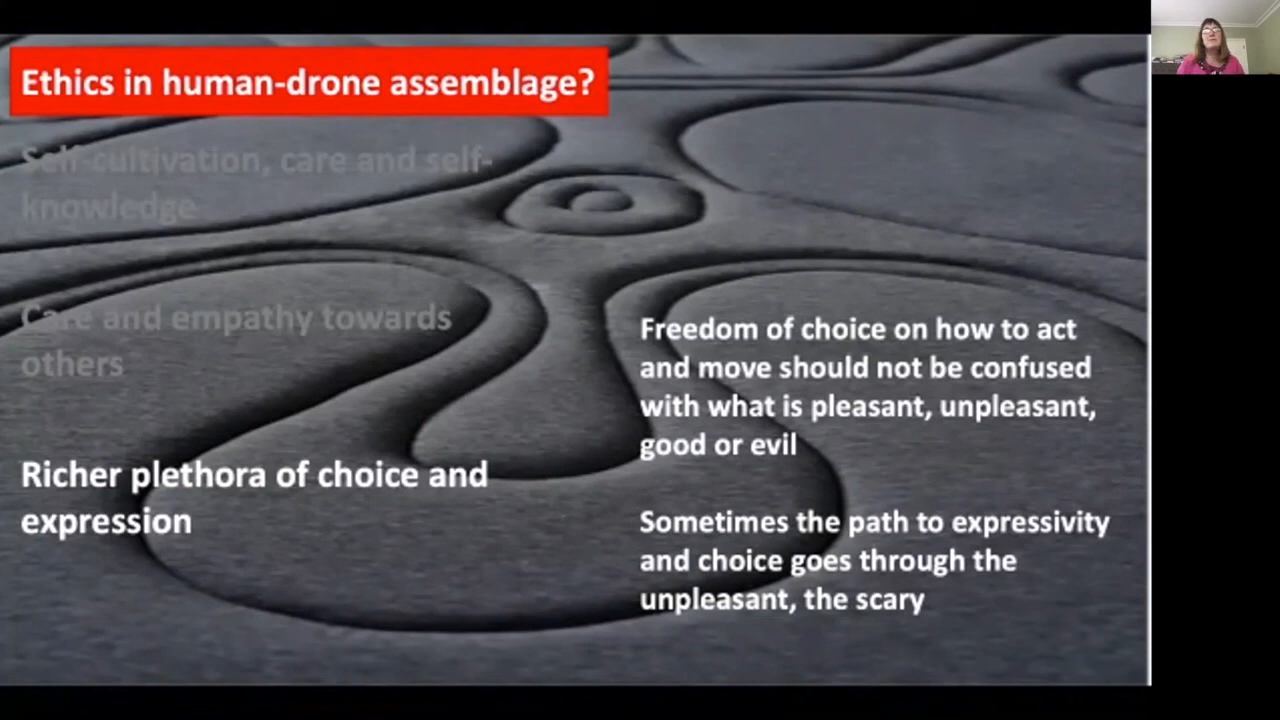 Ethics in human-drone assemblage?
Self-cultivation, care and self-
knowledge
Care and empathy towards
others
Richer plethora of choice and
expression
Freedom of choice on how to act
and move should not be confused
with what is pleasant, unpleasant,
good or evil
Sometimes the path to expressivity
and choice goes through the
unpleasant, the scary